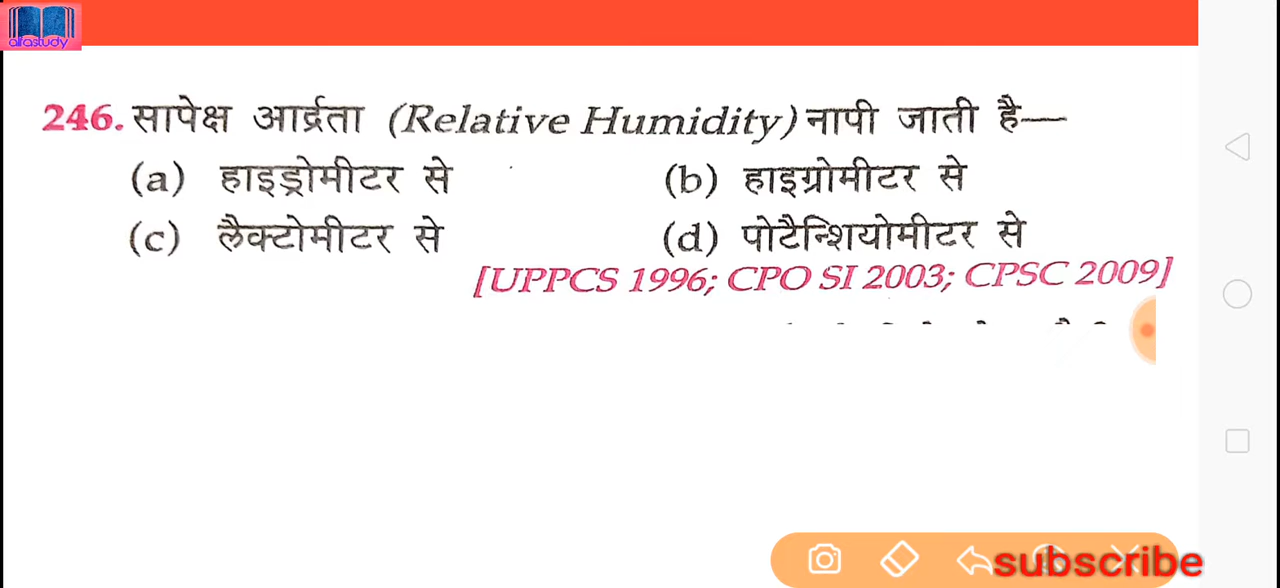 alfastudy
246. सापेक्ष आर्द्रता (Relative Humidity) नापी जाती है—
(a) हाइड्रोमीटर से (b) हाइग्रोमीटर से
(c) लैक्टोमीटर से (d) पोटैन्शियोमीटर से
[UPPCS 1996; CPO SI 2003; CPSC 2009]
subscribe